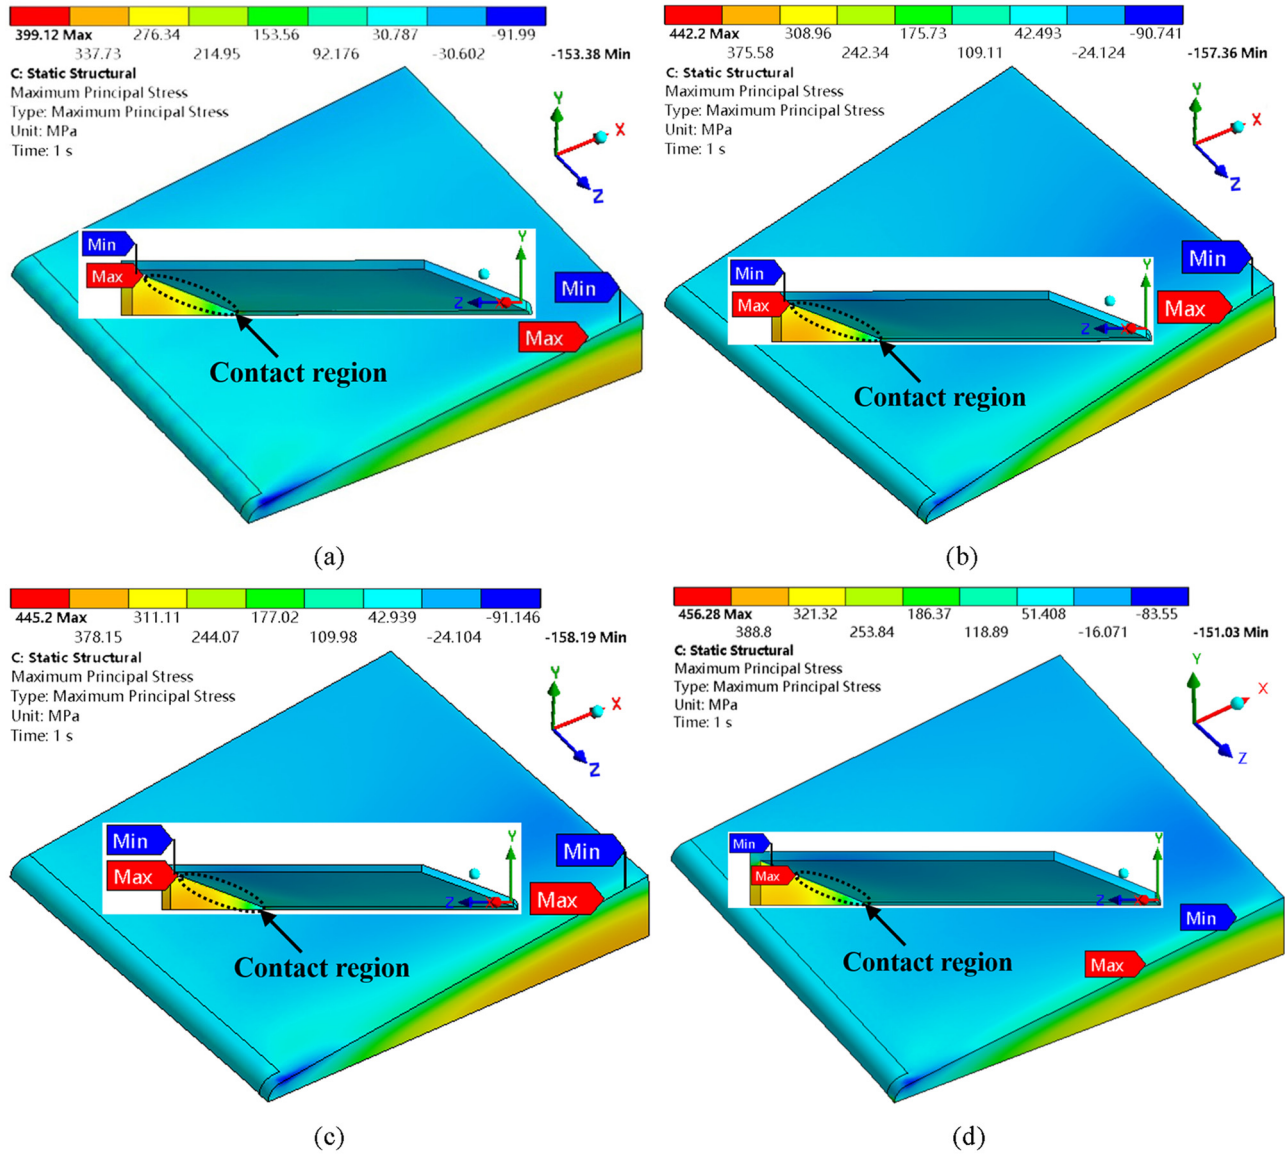 399.12 Max 276.34 153.56 30.787 -91.99
337.73 214.95 92.176 -30.602 -153.38 Min
C: Static Structural
Maximum Principal Stress
Type: Maximum Principal Stress
Unit: MPa
Time: 1 s
Y
X
Z
Min
Max
Y
Z
Min
Max
Contact region
(a)
442.2 Max 308.96 175.73 42.493 -90.741
375.58 242.34 109.11 -24.124 -157.36 Min
C: Static Structural
Maximum Principal Stress
Type: Maximum Principal Stress
Unit: MPa
Time: 1 s
Y
X
Z
Min
Max
Y
Z
Min
Max
Contact region
(b)
445.2 Max 311.11 177.02 42.939 -91.146
378.15 244.07 109.98 -24.104 -158.19 Min
C: Static Structural
Maximum Principal Stress
Type: Maximum Principal Stress
Unit: MPa
Time: 1 s
Y
X
Z
Min
Max
Y
Z
Min
Max
Contact region
(c)
456.28 Max 321.32 186.37 51.408 -83.55
388.8 253.84 118.89 -16.071 -151.03 Min
C: Static Structural
Maximum Principal Stress
Type: Maximum Principal Stress
Unit: MPa
Time: 1 s
Y
X
Z
Min
Max
Y
Z
Min
Max
Contact region
(d)